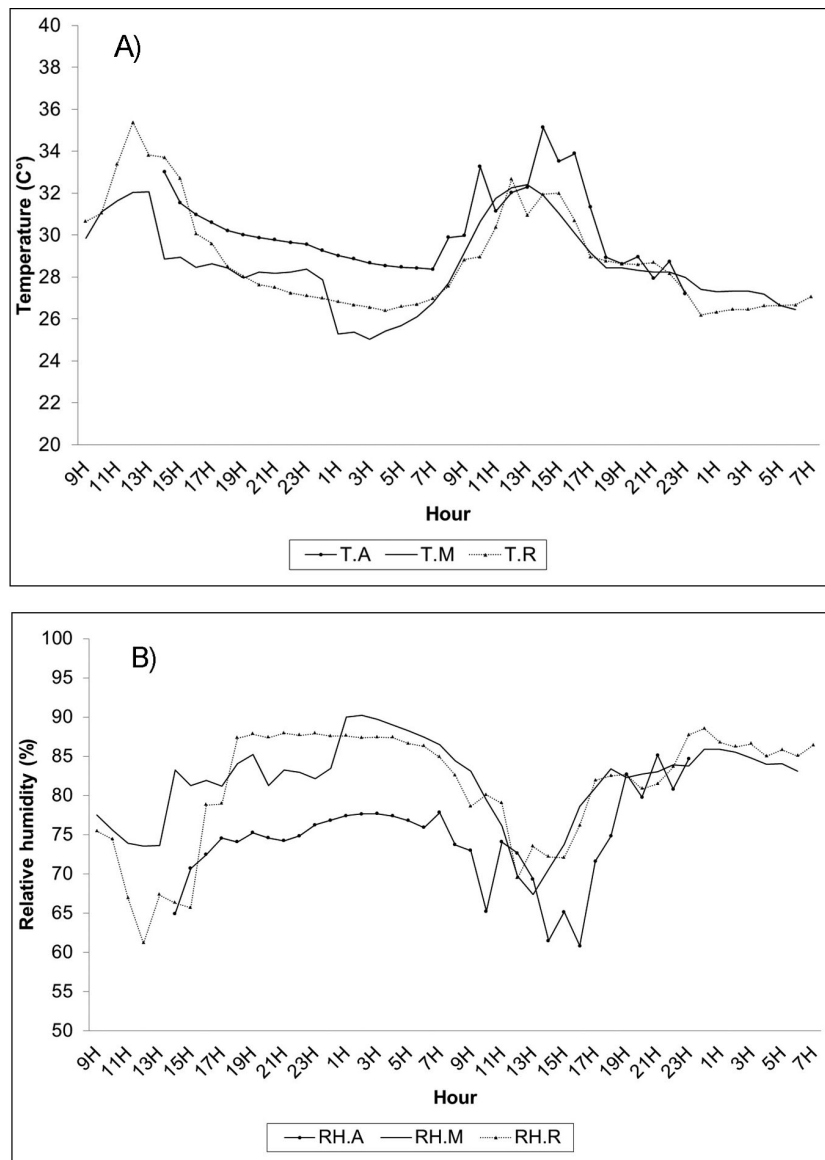 A)
Temperature (C°)
40
38
36
34
32
30
28
26
24
22
20
9H 11H 13H 15H 17H 19H 21H 23H 1H 3H 5H 7H 9H 11H 13H 15H 17H 19H 21H 23H 1H 3H 5H 7H
Hour
T.A T.M T.R
B)
Relative humidity (%)
100
95
90
85
80
75
70
65
60
55
50
9H 11H 13H 15H 17H 19H 21H 23H 1H 3H 5H 7H 9H 11H 13H 15H 17H 19H 21H 23H 1H 3H 5H 7H
Hour
RH.A RH.M RH.R